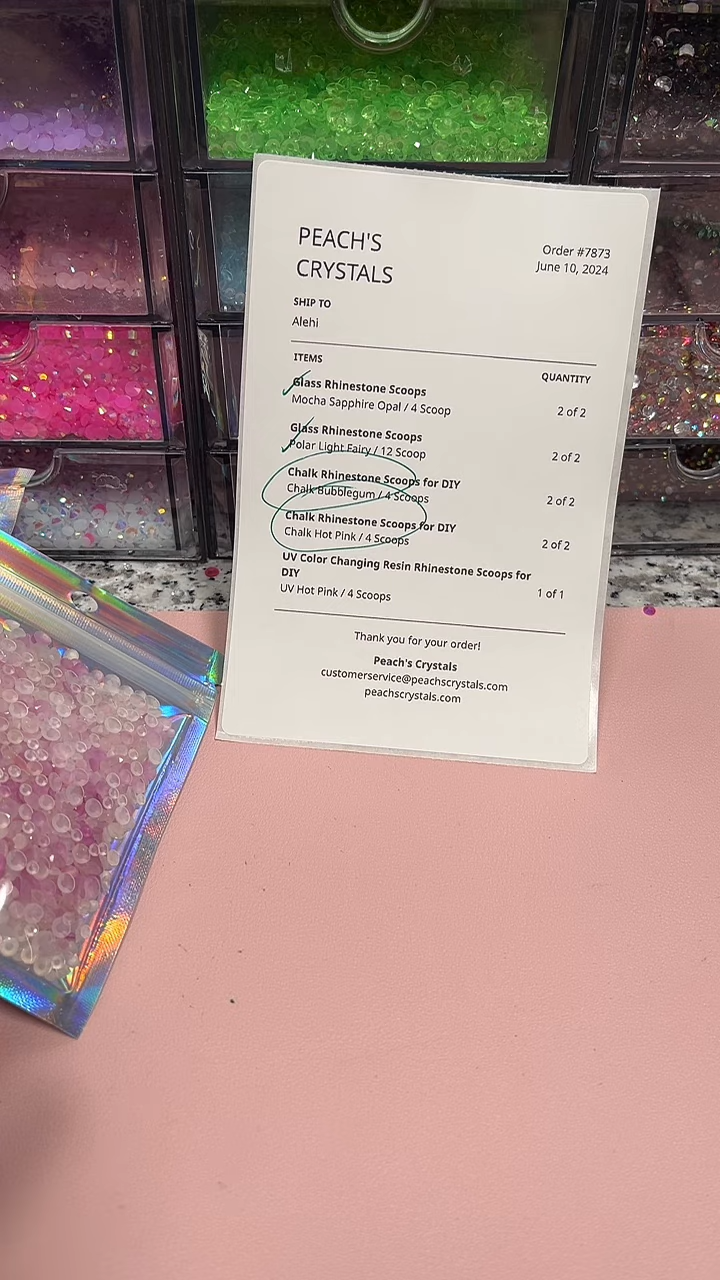 PEACH'S
CRYSTALS
Order #7873
June 10, 2024
SHIP TO
Alehi
ITEMS
QUANTITY
Glass Rhinestone Scoops
Mocha Sapphire Opal / 4 Scoop
2 of 2
Glass Rhinestone Scoops
Polar Light Fairy / 12 Scoop
2 of 2
Chalk Rhinestone Scoops for DIY
Chalk Bubblegum / 4 Scoops
2 of 2
Chalk Rhinestone Scoops for DIY
Chalk Hot Pink / 4 Scoops
2 of 2
UV Color Changing Resin Rhinestone Scoops for
DIY
UV Hot Pink / 4 Scoops
1 of 1
Thank you for your order!
Peach's Crystals
customerservice@peachscrystals.com
peachscrystals.com